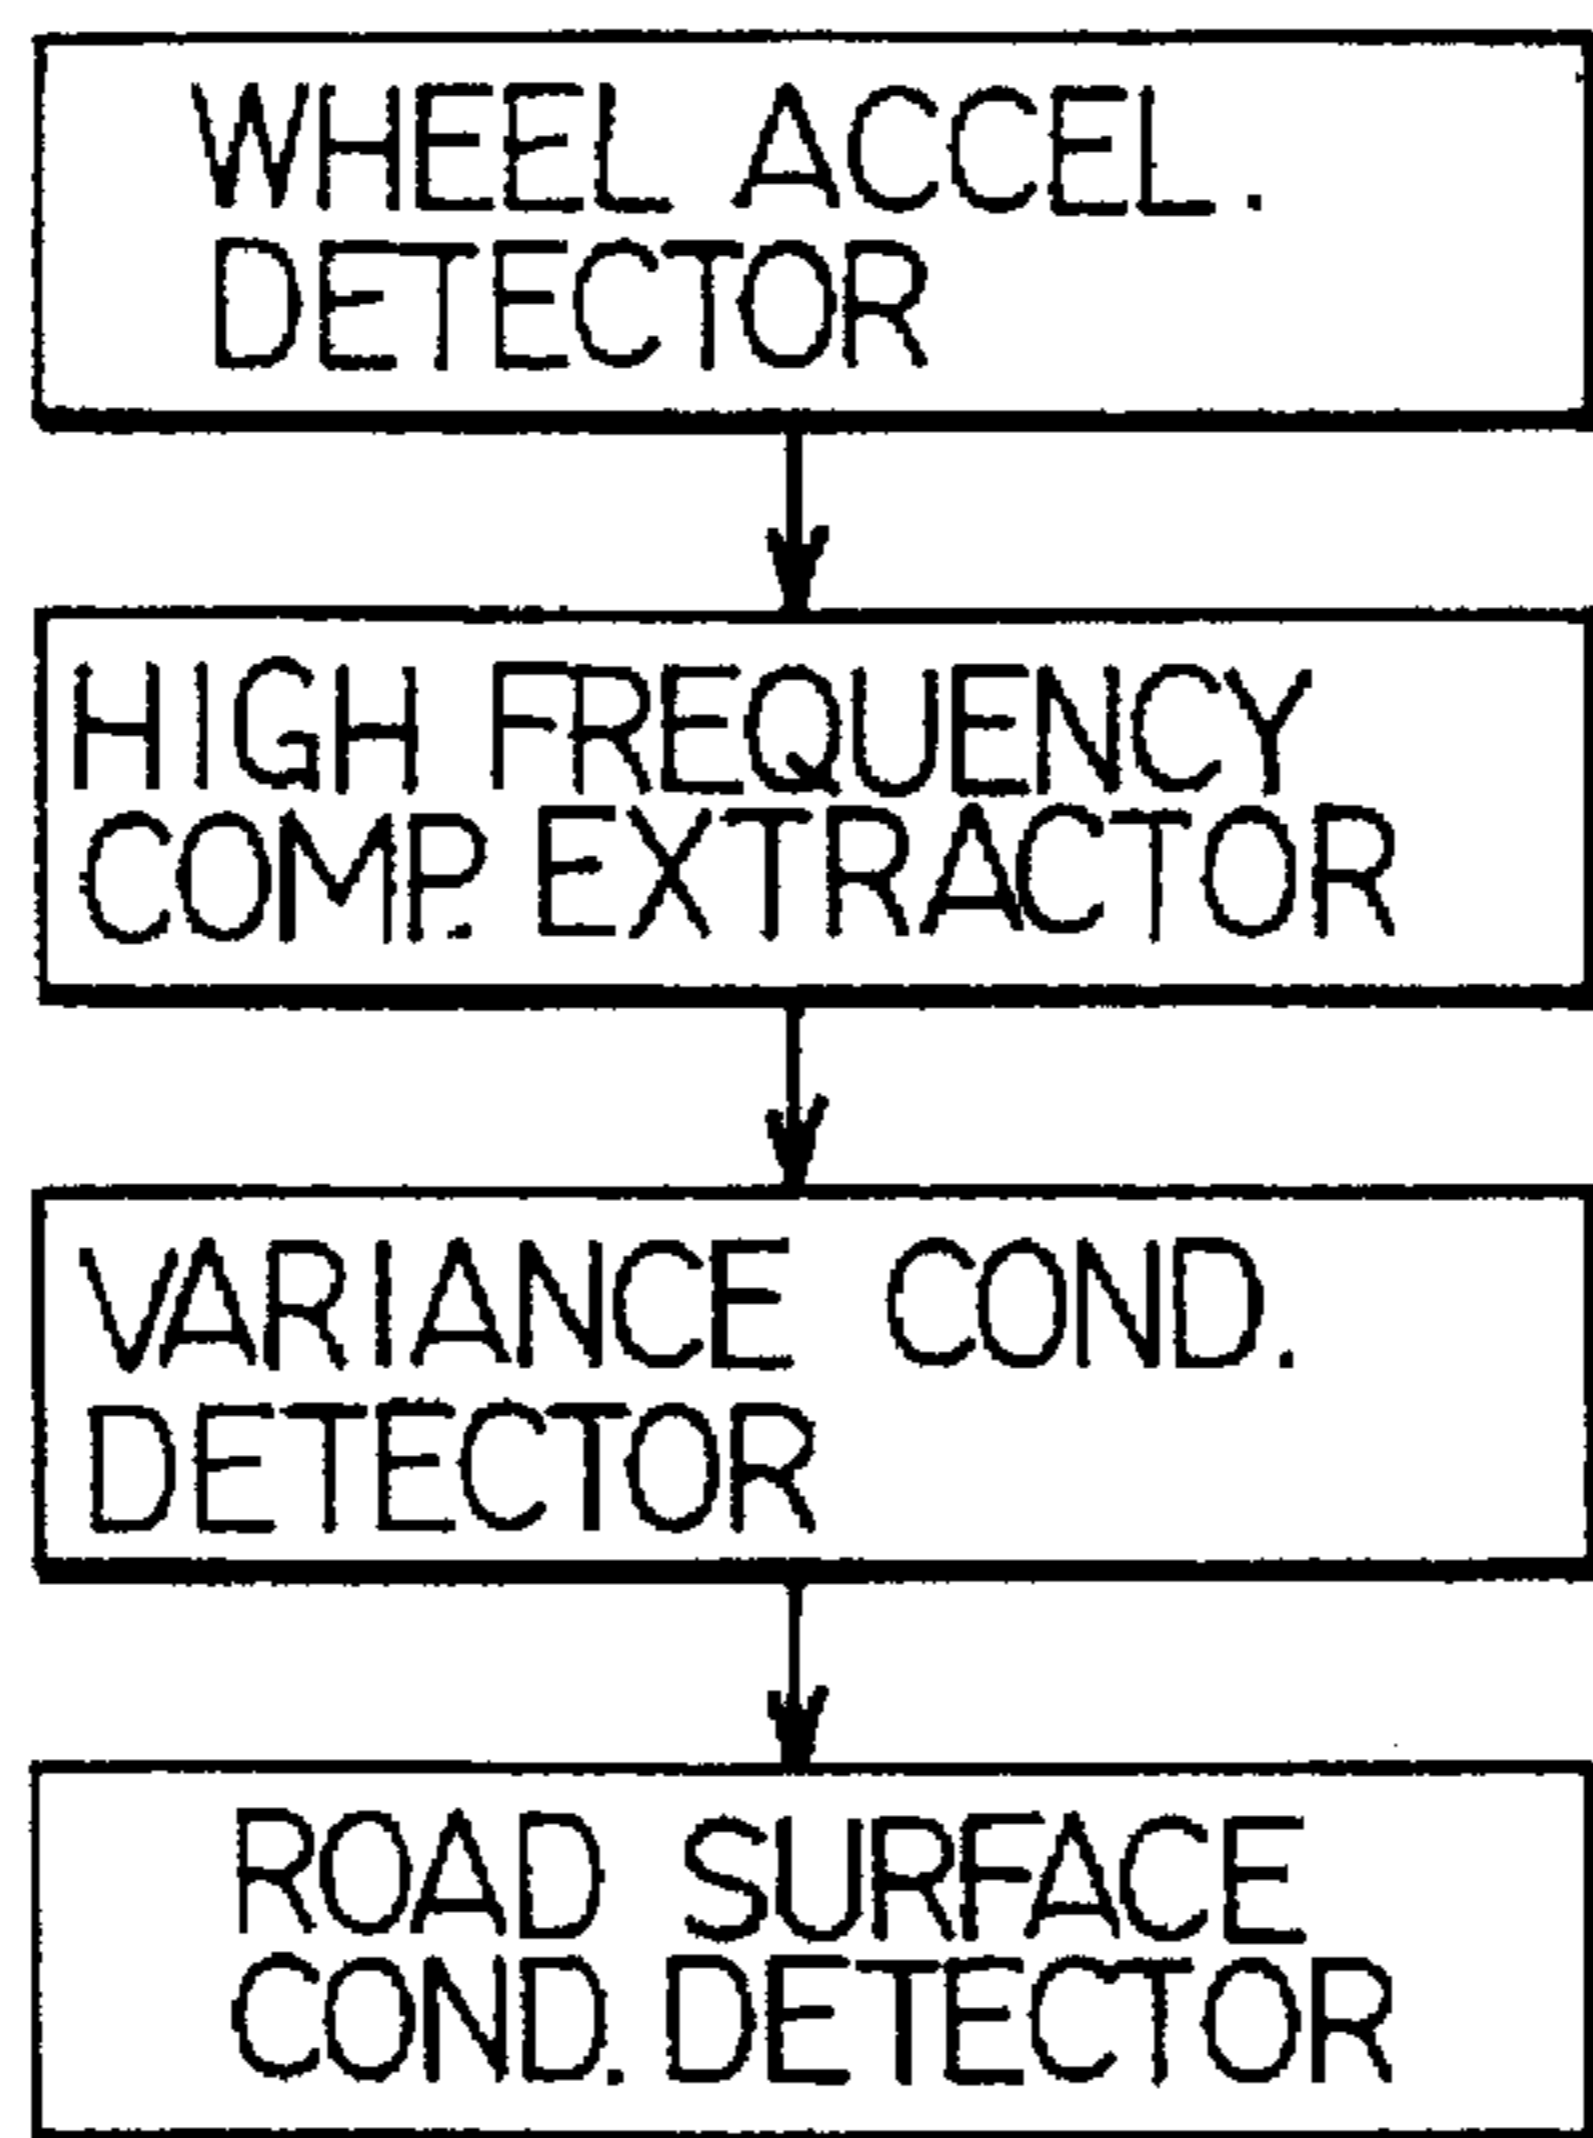 WHEEL ACCEL.
DETECTOR
HIGH FREQUENCY
COMP. EXTRACTOR
VARIANCE COND.
DETECTOR
ROAD SURFACE
COND. DETECTOR